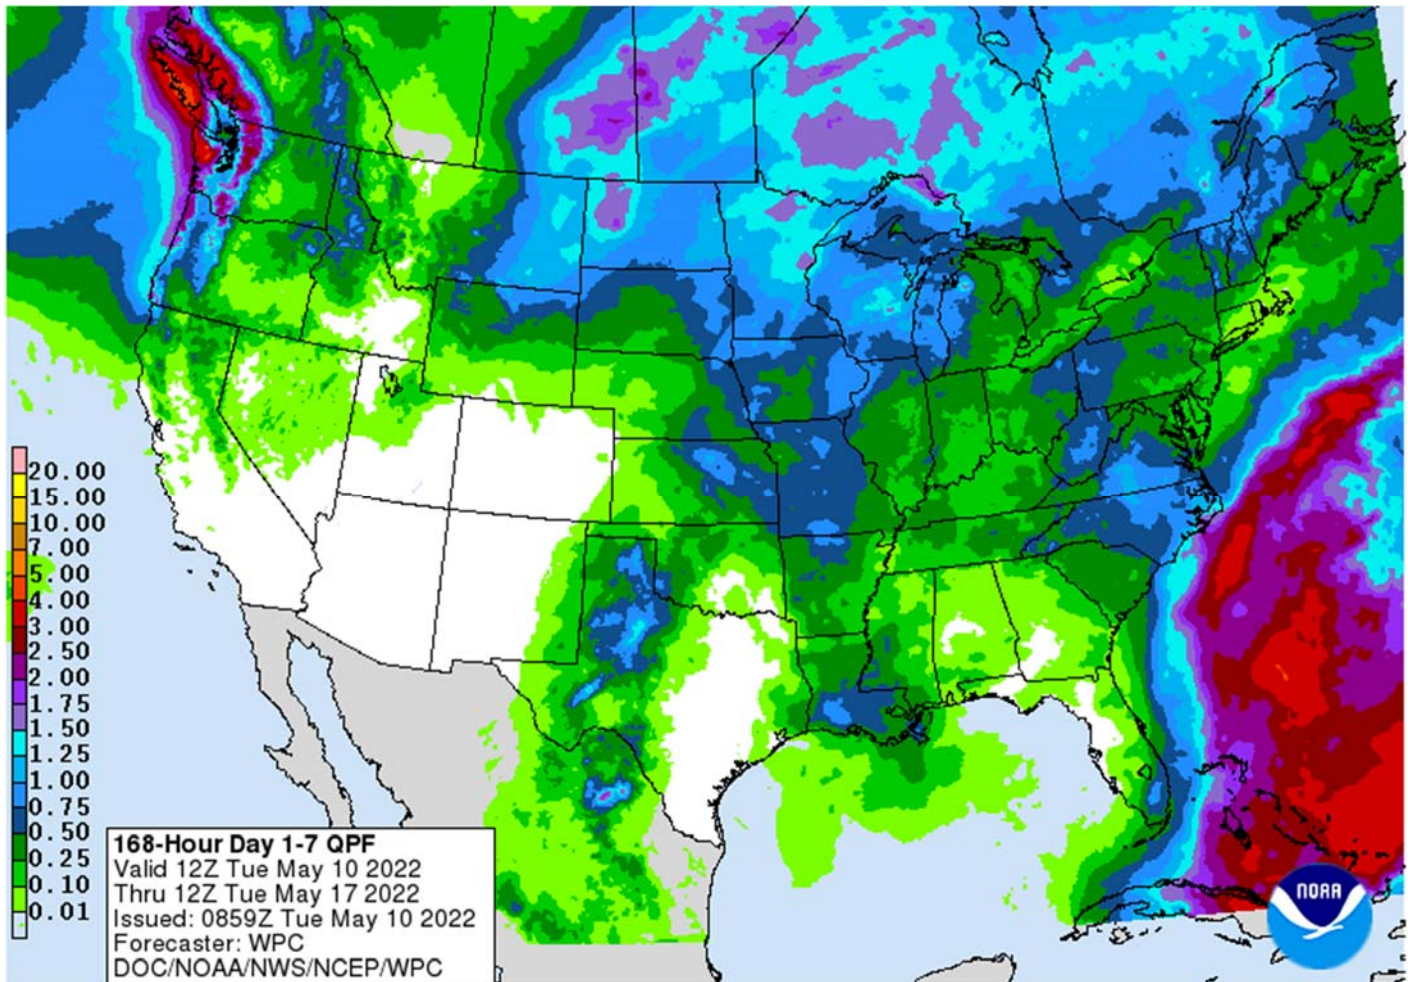 20.00
15.00
10.00
7.00
5.00
4.00
3.00
2.50
2.00
1.75
1.50
1.25
1.00
0.75
0.50
0.25
0.10
0.01
168-Hour Day 1-7 QPF
Valid 12Z Tue May 10 2022
Thru 12Z Tue May 17 2022
Issued: 0859Z Tue May 10 2022
Forecaster: WPC
DOC/NOAA/NWS/NCEP/WPC
NOAA